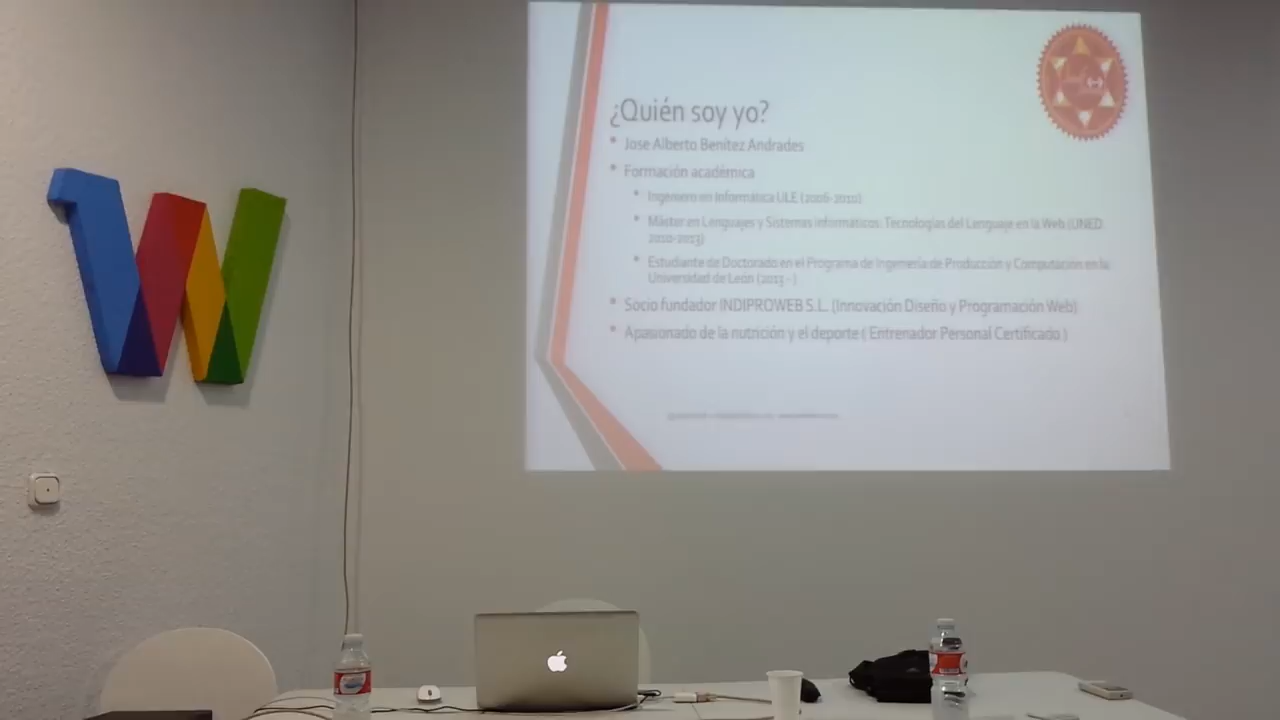 ¿Quién soy yo?
Jose Alberto Benítez Andrades
Formación académica
Ingeniero en Informática ULE (2006-2010)
Máster en Lenguajes y Sistemas Informáticos: Tecnologías del Lenguaje en la Web (UNED
2010-2013)
Estudiante de Doctorado en el Programa de Ingeniería de Producción y Computación en la
Universidad de León (2013 - )
Socio fundador INDIPROWEB S.L. (Innovación Diseño y Programación Web)
Apasionado de la nutrición y el deporte ( Entrenador Personal Certificado )
W